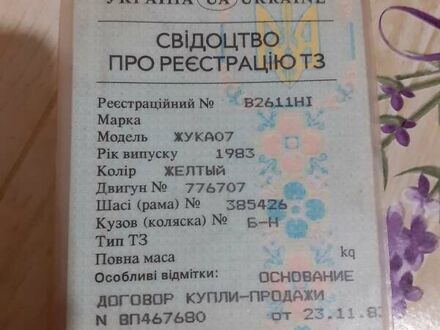 УКРАЇНА UA UKRAINE
СВІДОЦТВО
ПРО РЕЄСТРАЦІЮ ТЗ
Реєстраційний № В2611НІ
Марка
Модель ЖУКА07
Рік випуску 1983
Колір ЖЕЛТЫЙ
Двигун № 776707
Шасі (рама) № 385426
Кузов (коляска) № Б-Н
Тип ТЗ
Повна маса kg
Особливі відмітки: ОСНОВАНИЕ
ДОГОВОР КУПЛИ-ПРОДАЖИ
N ВП467680 от 23.11.83